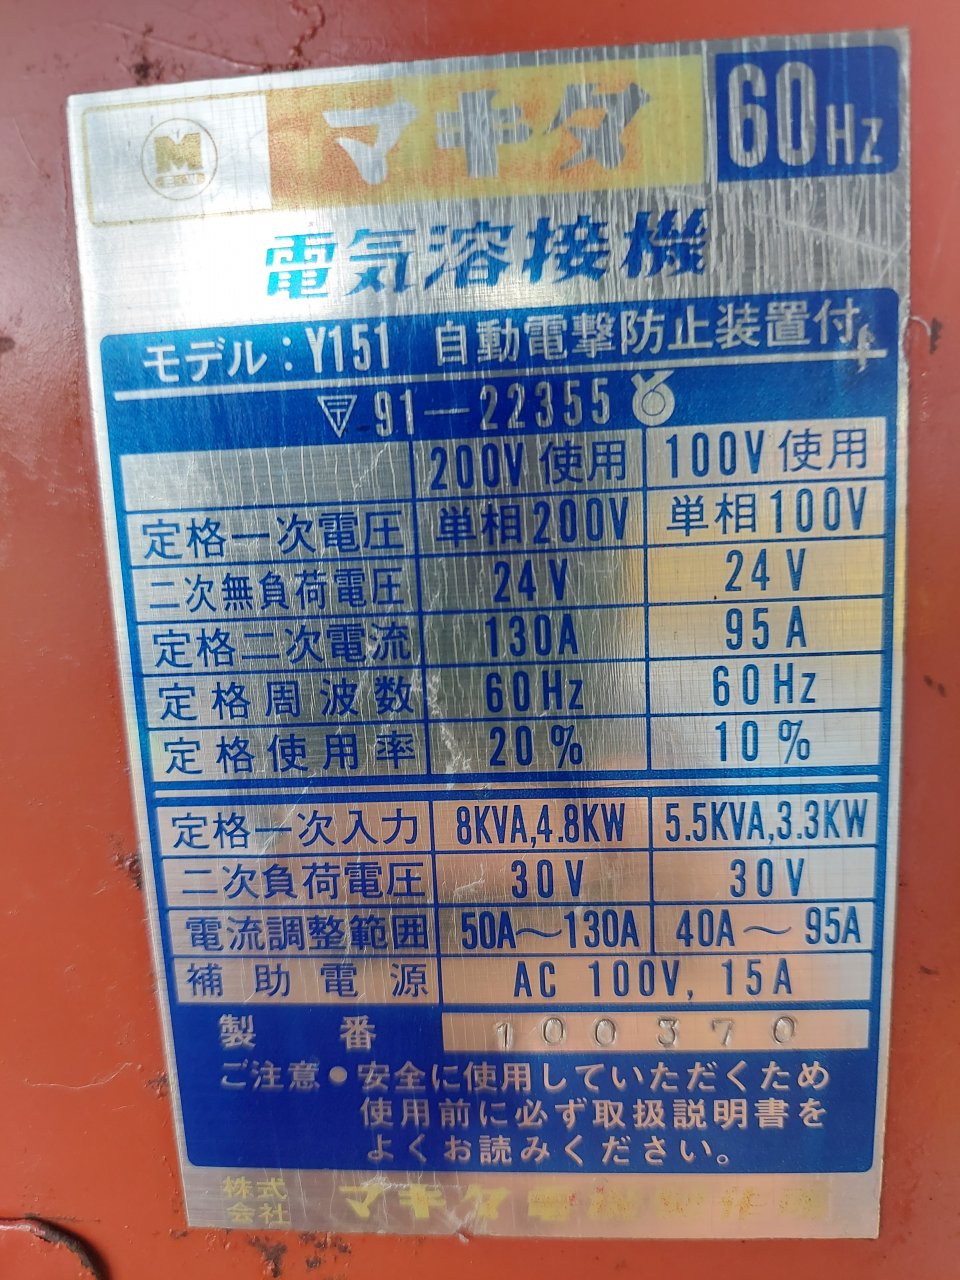 M
マキタ 60Hz
電気溶接機
モデル：Y151 自動電撃防止装置付
〒 91-22355
200V 使用 100V 使用
定格一次電圧 単相200V 単相100V
二次無負荷電圧 24V 24V
定格二次電流 130A 95A
定格周波数 60Hz 60Hz
定格使用率 20% 10%
定格一次入力 8KVA,4.8KW 5.5KVA,3.3KW
二次負荷電圧 30V 30V
電流調整範囲 50A～130A 40A～95A
補助電源 AC 100V, 15A
製番 100370
ご注意●安全に使用していただくため
使用前に必ず取扱説明書を
よくお読みください。
株式会社 マキタ電機製作所